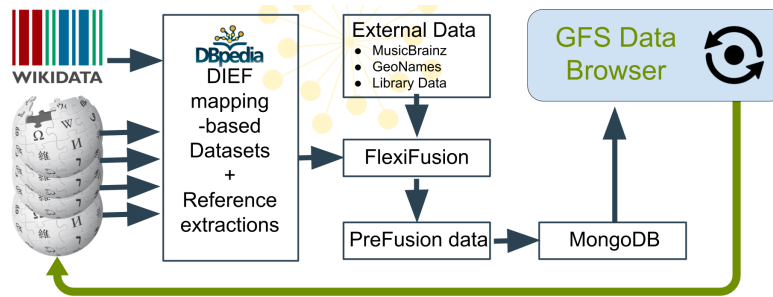 WIKIDATA
DBpedia
DIEF
mapping
-based
Datasets
+
Reference
extractions
External Data
● MusicBrainz
● GeoNames
● Library Data
FlexiFusion
PreFusion data
MongoDB
GFS Data
Browser